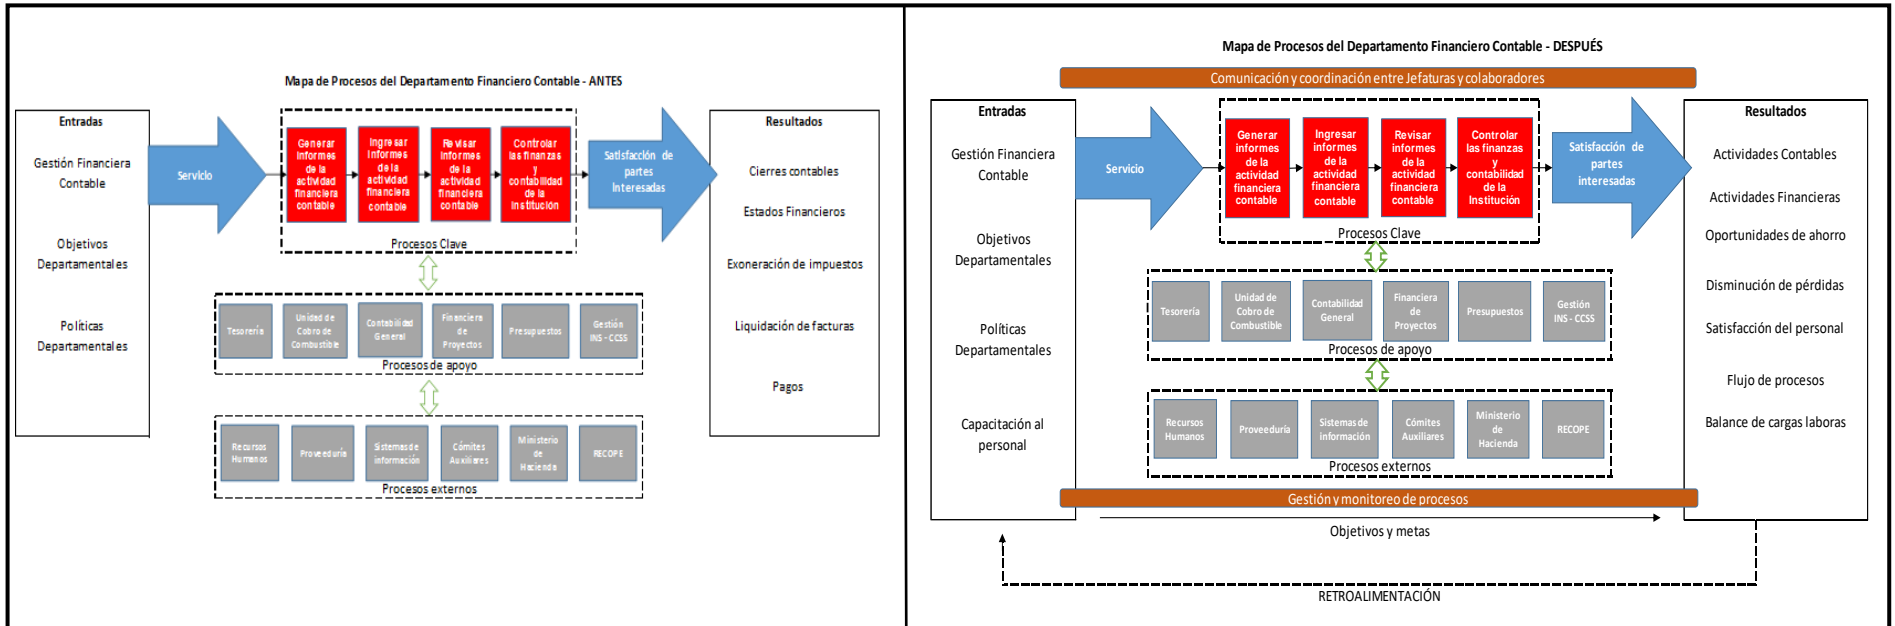 Mapa de Procesos del Departamento Financiero Contable - ANTES
Entradas
Gestión Financiera
Contable
Objetivos
Departamentales
Políticas
Departamentales
Servicio
Generar
informes
de la
actividad
financiera
contable
Ingresar
informes
de la
actividad
financiera
contable
Revisar
informes
de la
actividad
financiera
contable
Controlar
las finanzas
y
contabilidad
de la
Institución
Procesos Clave
Satisfacción de
partes
interesadas
Resultados
Cierres contables
Estados Financieros
Exoneración de impuestos
Liquidación de facturas
Pagos
Tesorería
Unidad de
Cobro de
Combustible
Contabilidad
General
Financiera
de
Proyectos
Presupuestos
Gestión
INS - CCSS
Procesos de apoyo
Recursos
Humanos
Proveeduría
Sistemas de
información
Cómites
Auxiliares
Ministerio
de
Hacienda
RECOPE
Procesos externos
Mapa de Procesos del Departamento Financiero Contable - DESPUÉS
Comunicación y coordinación entre Jefaturas y colaboradores
Entradas
Gestión Financiera
Contable
Objetivos
Departamentales
Políticas
Departamentales
Capacitación al
personal
Servicio
Generar
informes
de la
actividad
financiera
contable
Ingresar
informes
de la
actividad
financiera
contable
Revisar
informes
de la
actividad
financiera
contable
Controlar
las finanzas
y
contabilidad
de la
Institución
Procesos Clave
Satisfacción de
partes
interesadas
Resultados
Actividades Contables
Actividades Financieras
Oportunidades de ahorro
Disminución de pérdidas
Satisfacción del personal
Flujo de procesos
Balance de cargas laboras
Tesorería
Unidad de
Cobro de
Combustible
Contabilidad
General
Financiera
de
Proyectos
Presupuestos
Gestión
INS - CCSS
Procesos de apoyo
Recursos
Humanos
Proveeduría
Sistemas de
información
Cómites
Auxiliares
Ministerio
de
Hacienda
RECOPE
Procesos externos
Gestión y monitoreo de procesos
Objetivos y metas
RETROALIMENTACIÓN